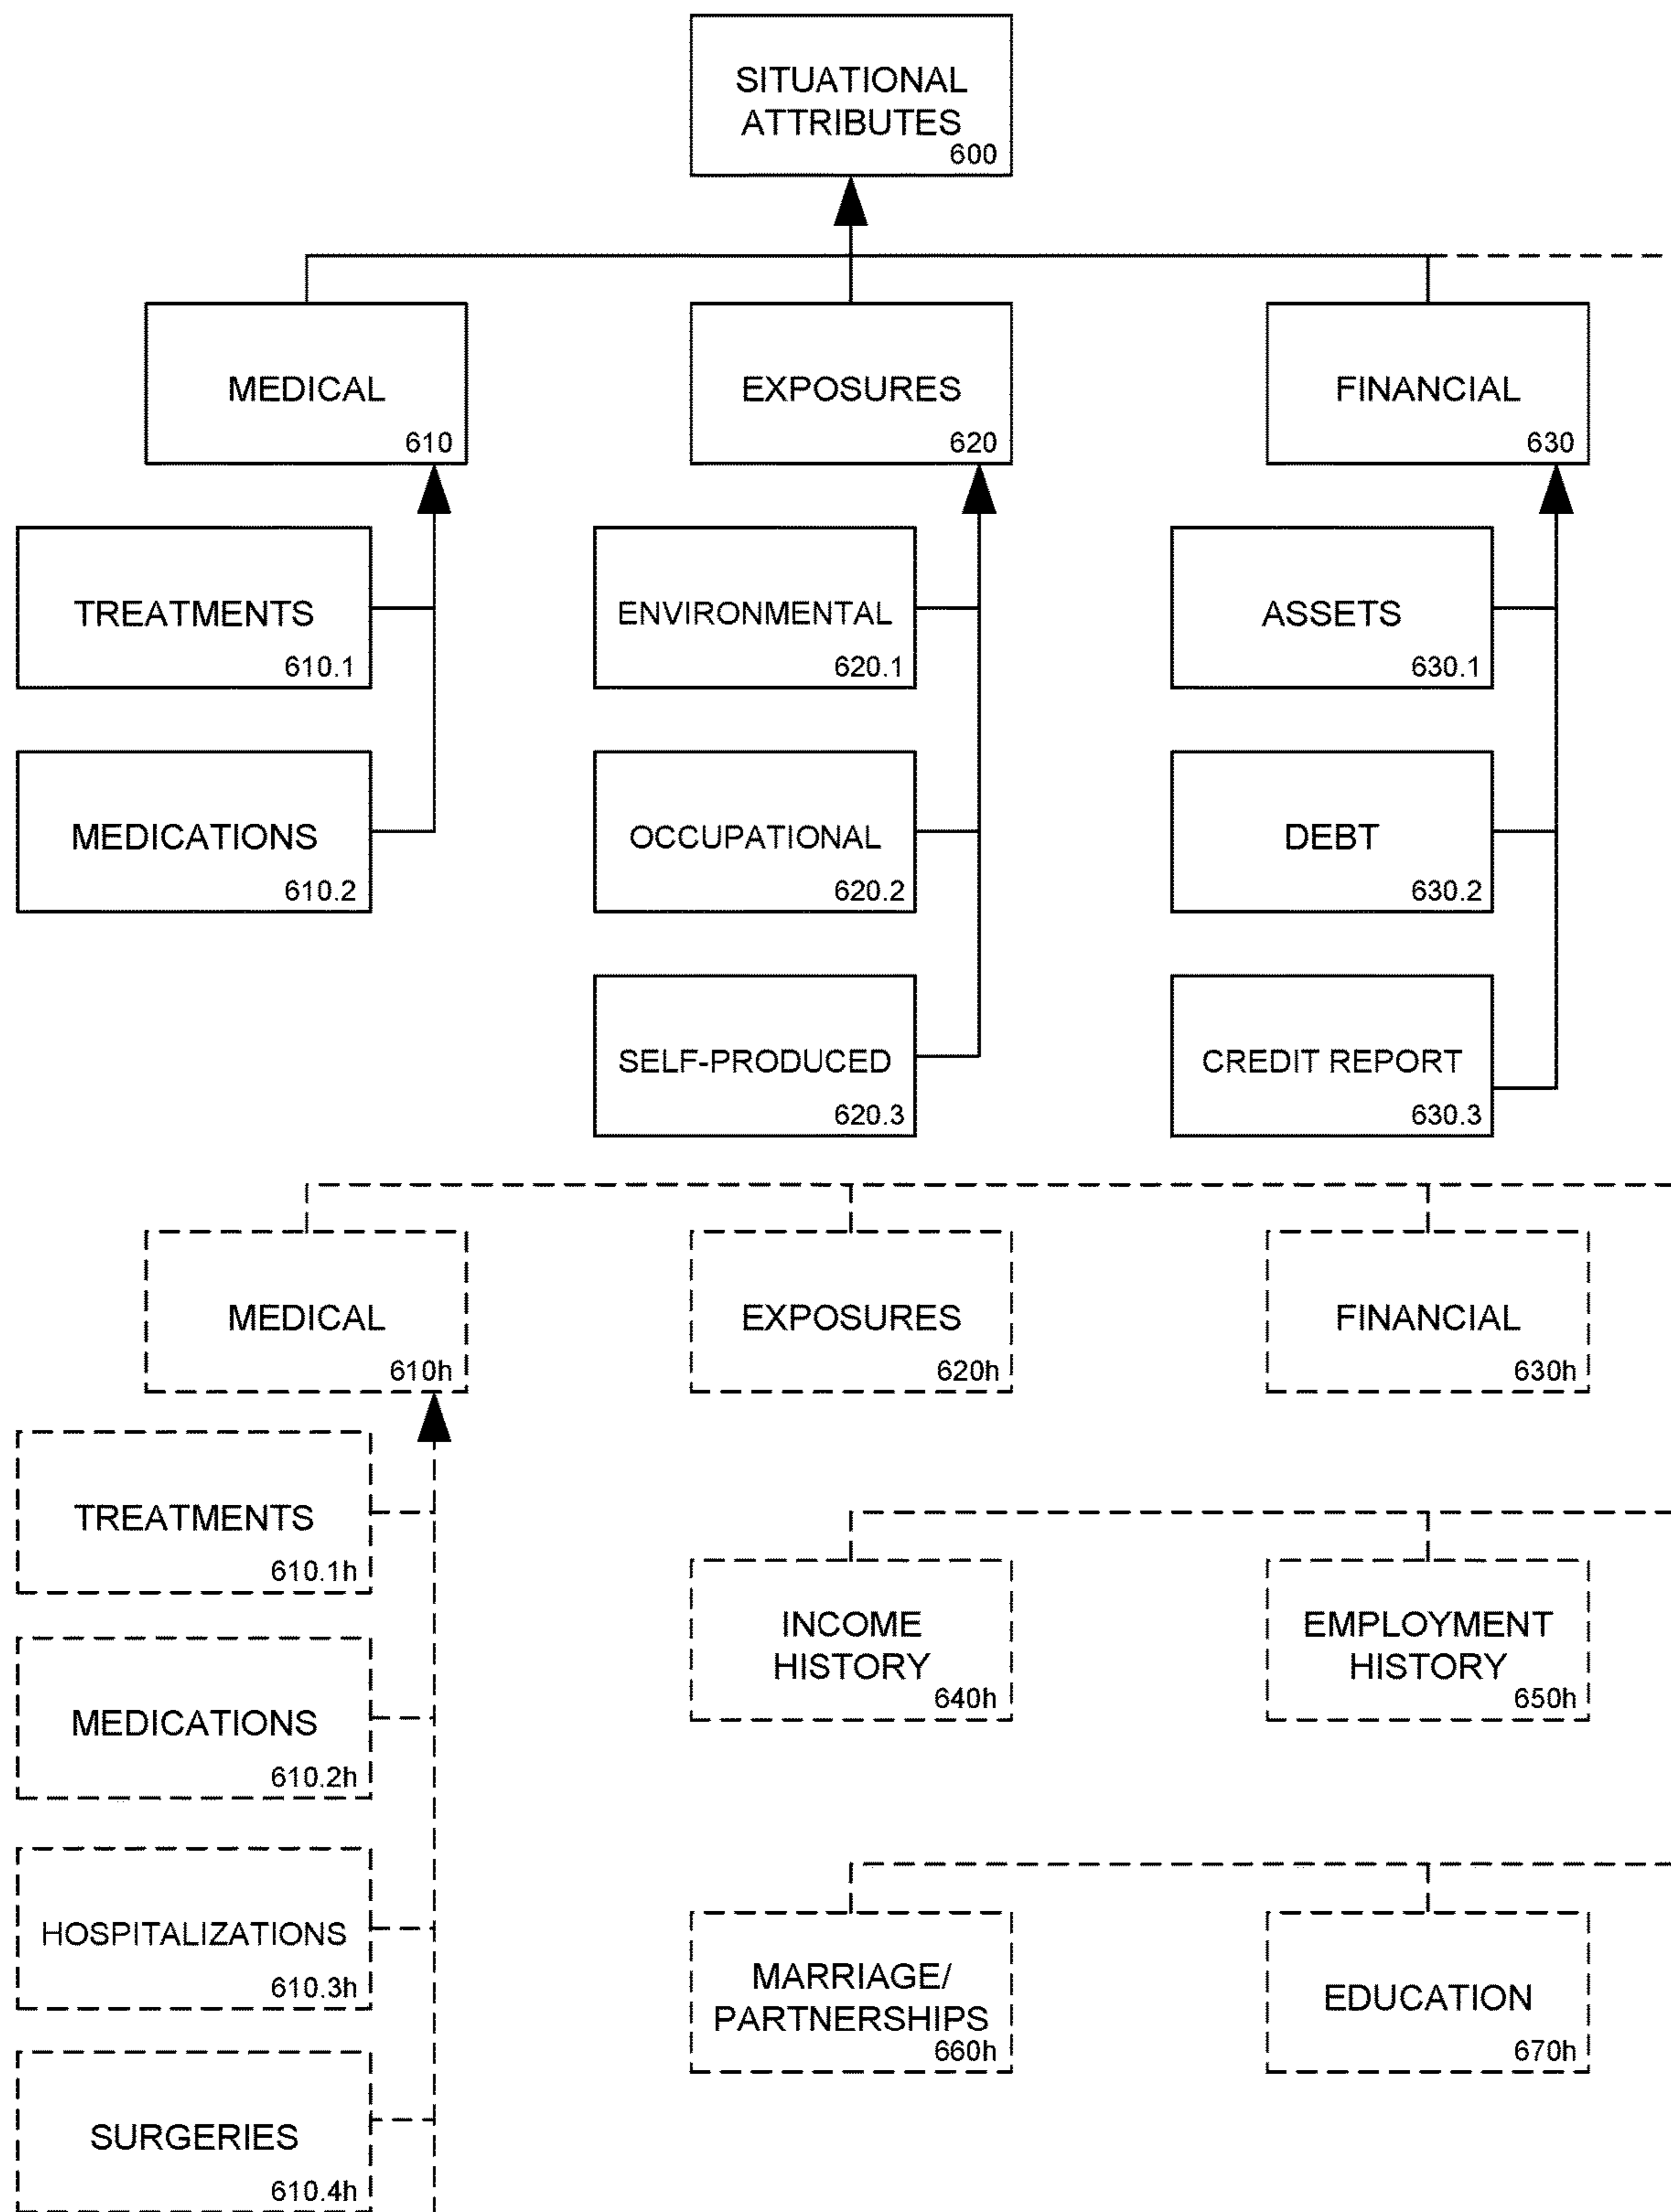 SITUATIONAL
ATTRIBUTES
600
MEDICAL
610
EXPOSURES
620
FINANCIAL
630
TREATMENTS
610.1
ENVIRONMENTAL
620.1
ASSETS
630.1
MEDICATIONS
610.2
OCCUPATIONAL
620.2
DEBT
630.2
SELF-PRODUCED
620.3
CREDIT REPORT
630.3
MEDICAL
610h
EXPOSURES
620h
FINANCIAL
630h
TREATMENTS
610.1h
INCOME
HISTORY
640h
EMPLOYMENT
HISTORY
650h
MEDICATIONS
610.2h
HOSPITALIZATIONS
610.3h
MARRIAGE/
PARTNERSHIPS
660h
EDUCATION
670h
SURGERIES
610.4h